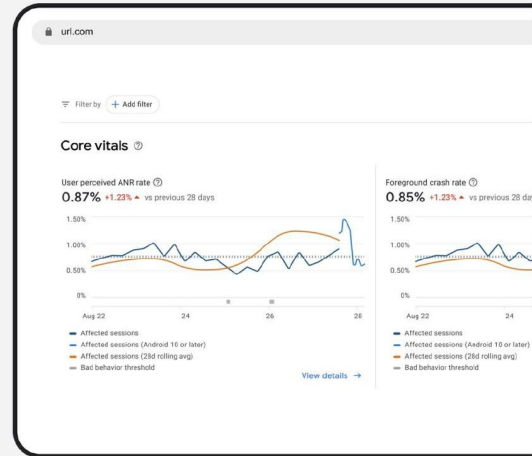 url.com
Filter by + Add filter
Core vitals
User perceived ANR rate
0.87% +1.23% vs previous 28 days
1.50%
1.00%
0.50%
0%
Aug 22 24 26 28
Affected sessions
Affected sessions (Android 10 or later)
Affected sessions (28d rolling avg)
Bad behavior threshold
View details →
Foreground crash rate
0.85% +1.23% vs previous 28 da
1.50%
1.00%
0.50%
0%
Aug 22 24
Affected sessions
Affected sessions (Android 10 or later)
Affected sessions (28d rolling avg)
Bad behavior threshold